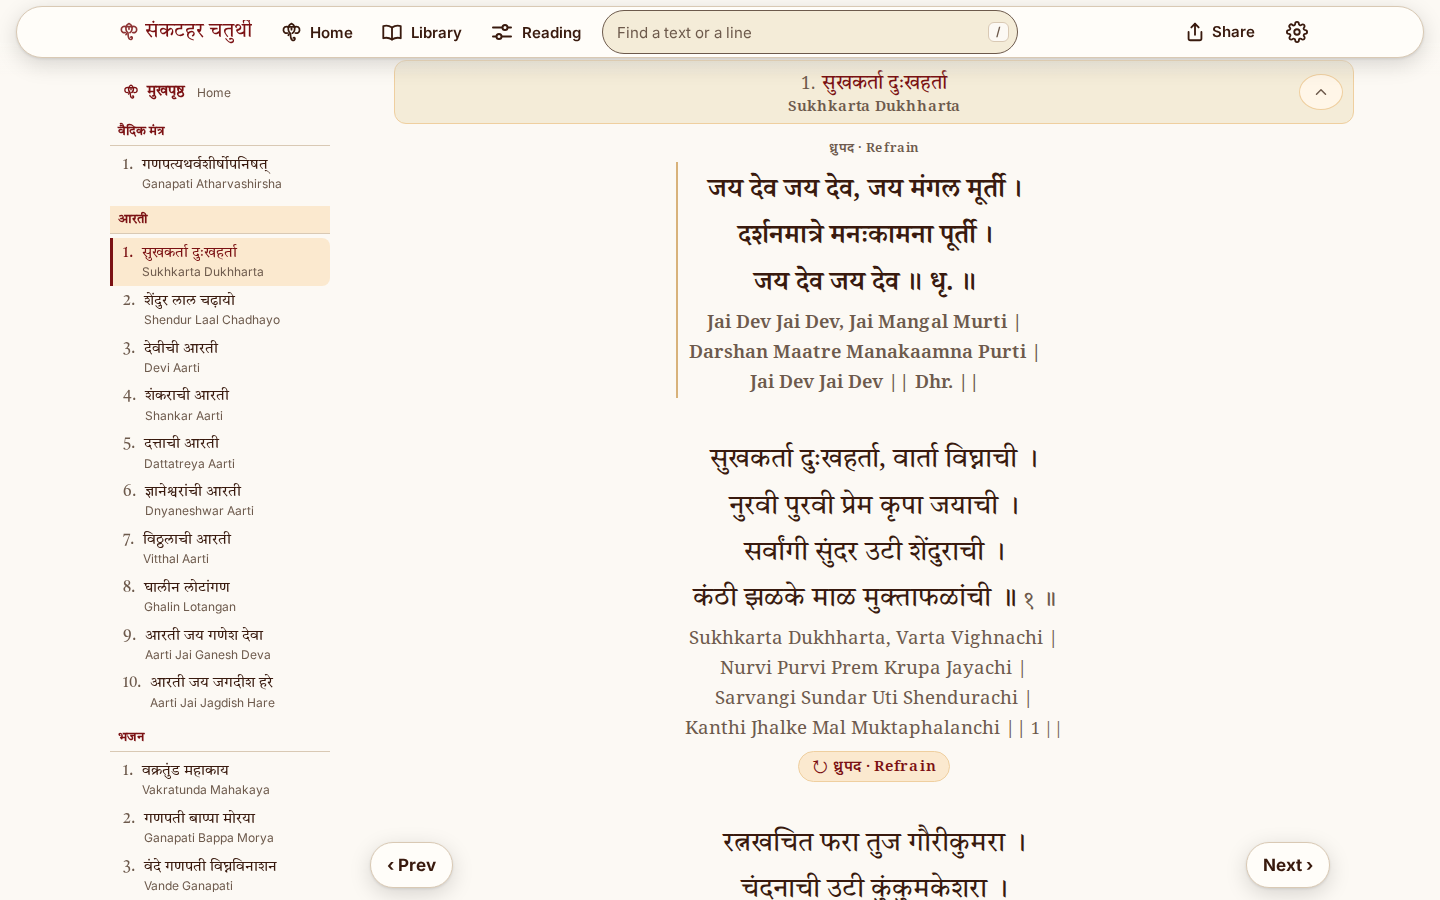 संकटहर चतुर्थी
Home
Library
Reading
Find a text or a line
/
Share
मुखपृष्ठ Home
वैदिक मंत्र
1. गणपत्यथर्वशीर्षोपनिषत्
Ganapati Atharvashirsha
आरती
1. सुखकर्ता दुःखहर्ता
Sukhkarta Dukhharta
2. शेंदुर लाल चढ़ायो
Shendur Laal Chadhayo
3. देवीची आरती
Devi Aarti
4. शंकराची आरती
Shankar Aarti
5. दत्ताची आरती
Dattatreya Aarti
6. ज्ञानेश्वरांची आरती
Dnyaneshwar Aarti
7. विठ्ठलाची आरती
Vitthal Aarti
8. घालीन लोटांगण
Ghalin Lotangan
9. आरती जय गणेश देवा
Aarti Jai Ganesh Deva
10. आरती जय जगदीश हरे
Aarti Jai Jagdish Hare
भजन
1. वक्रतुंड महाकाय
Vakratunda Mahakaya
2. गणपती बाप्पा मोरया
Ganapati Bappa Morya
3. वंदे गणपती विघ्नविनाशन
Vande Ganapati
1. सुखकर्ता दुःखहर्ता
Sukhkarta Dukhharta
ध्रुपद · Refrain
जय देव जय देव, जय मंगल मूर्ती ।
दर्शनमात्रे मनःकामना पूर्ती ।
जय देव जय देव ॥ धृ. ॥
Jai Dev Jai Dev, Jai Mangal Murti |
Darshan Maatre Manakaamna Purti |
Jai Dev Jai Dev || Dhr. ||
सुखकर्ता दुःखहर्ता, वार्ता विघ्नाची ।
नुरवी पुरवी प्रेम कृपा जयाची ।
सर्वांगी सुंदर उटी शेंदुराची ।
कंठी झळके माळ मुक्ताफळांची ॥ १ ॥
Sukhkarta Dukhharta, Varta Vighnachi |
Nurvi Purvi Prem Krupa Jayachi |
Sarvangi Sundar Uti Shendurachi |
Kanthi Jhalke Mal Muktaphalanchi || 1 ||
ध्रुपद · Refrain
रत्नखचित फरा तुज गौरीकुमरा ।
चंदनाची उटी कुंकुमकेशरा ।
‹ Prev
Next ›